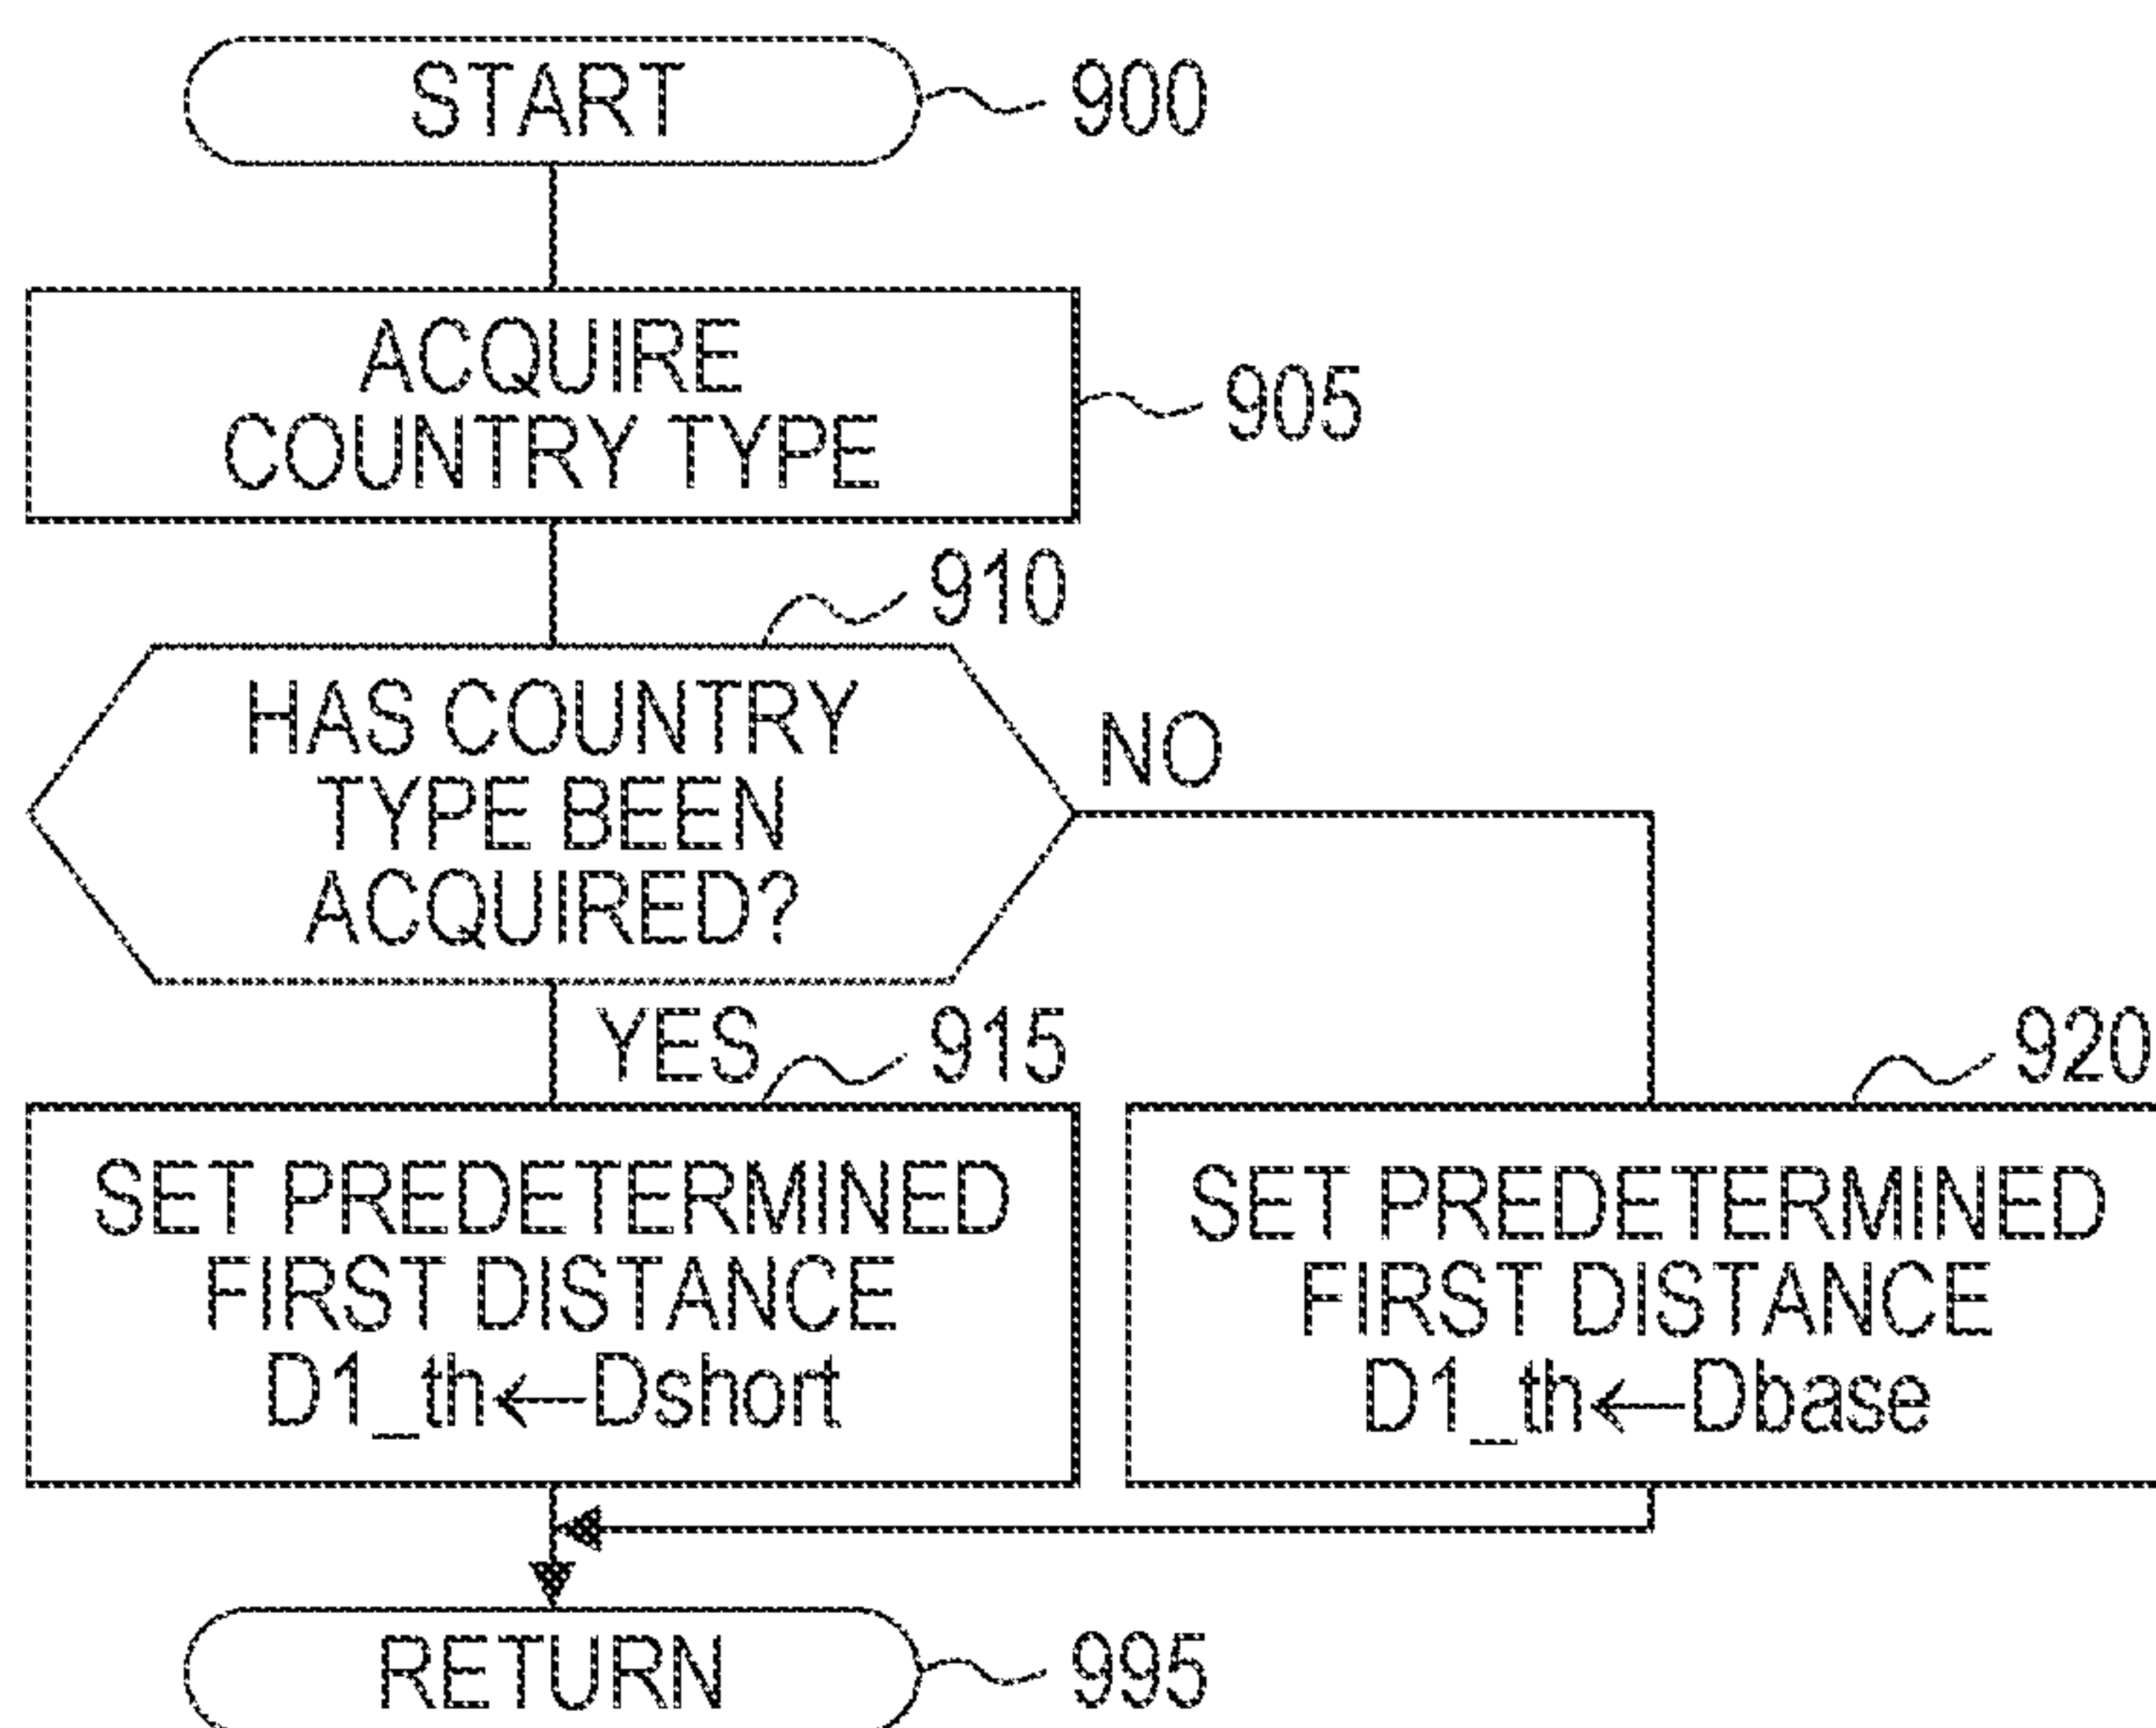 START
900
ACQUIRE
COUNTRY TYPE
905
910
HAS COUNTRY
TYPE BEEN
ACQUIRED?
NO
YES
915
920
SET PREDETERMINED
FIRST DISTANCE
D1_th←Dshort
SET PREDETERMINED
FIRST DISTANCE
D1_th←Dbase
RETURN
995